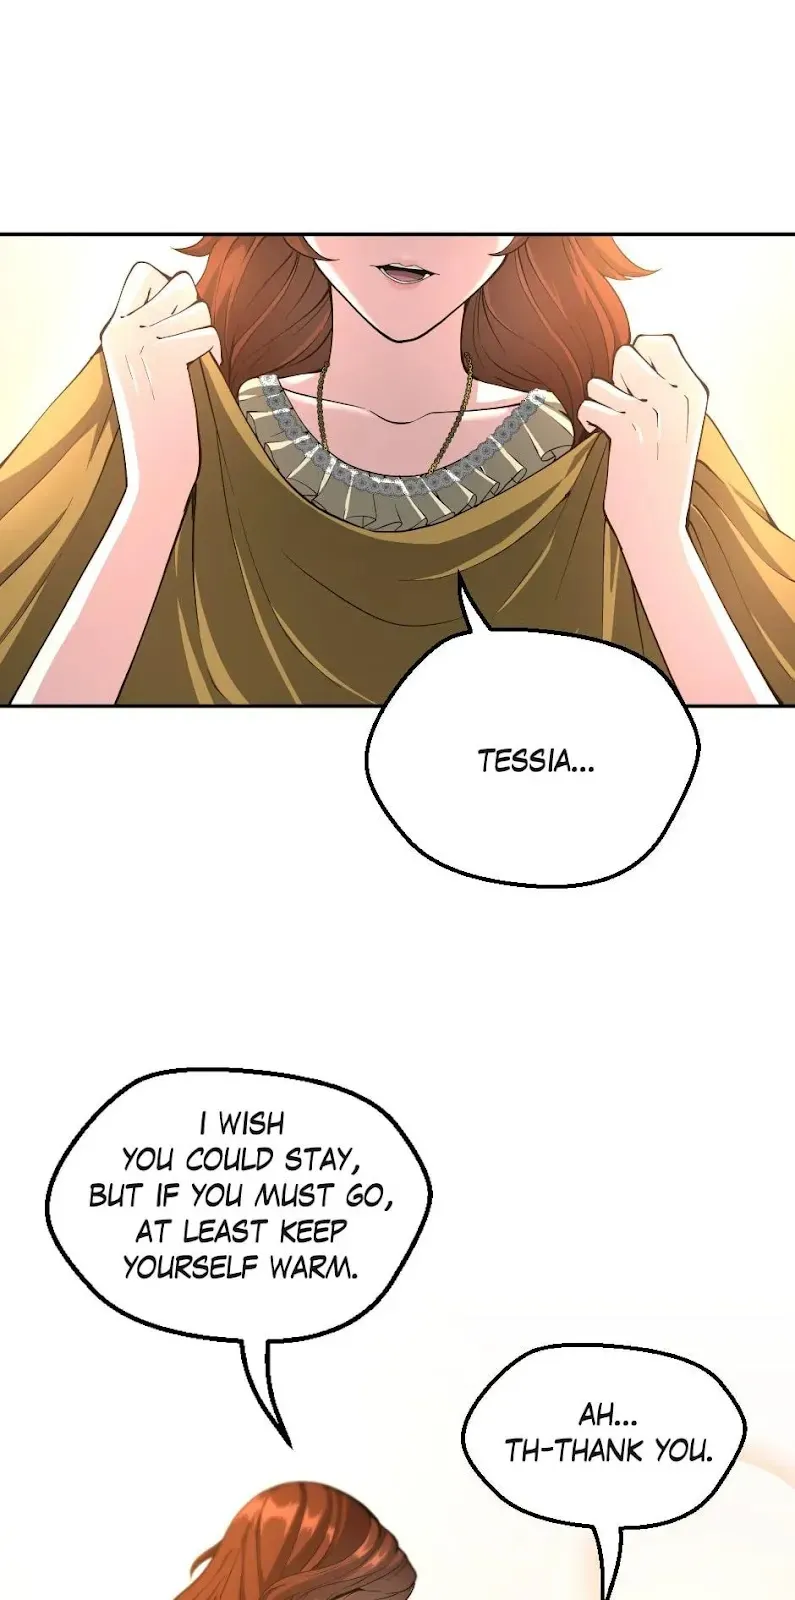 TESSIA...
I WISH
YOU COULD STAY,
BUT IF YOU MUST GO,
AT LEAST KEEP
YOURSELF WARM.
AH...
TH-THANK YOU.